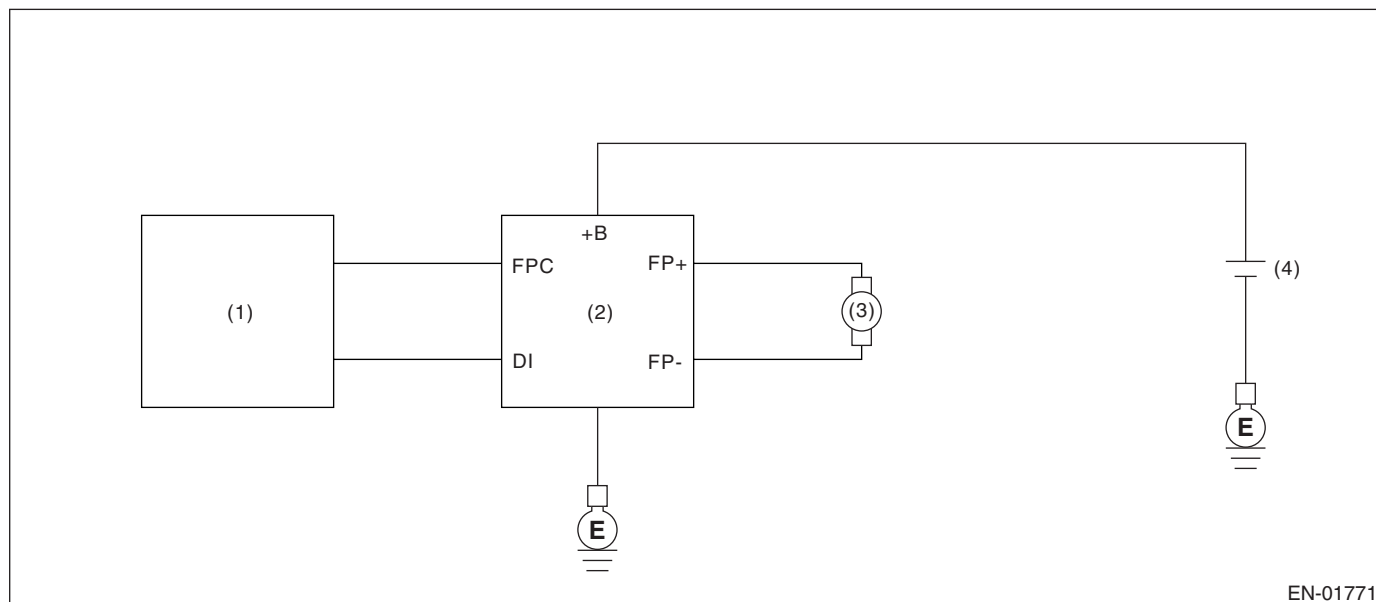 +B
FPC
FP+
(4)
(1)
(2)
(3)
DI
FP-
E
E
EN-01771